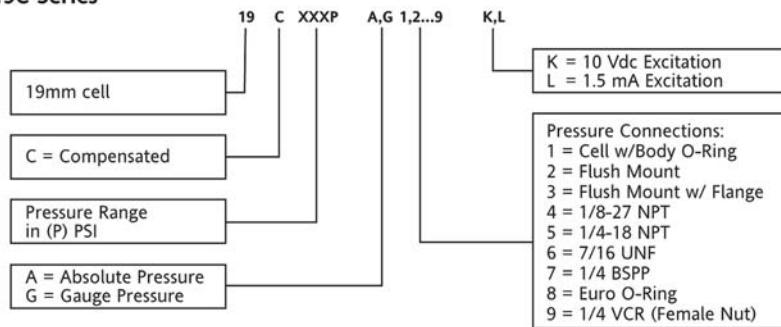 19 C XXXP A,G 1,2...9 K,L
19mm cell
C = Compensated
Pressure Range
in (P) PSI
A = Absolute Pressure
G = Gauge Pressure
K = 10 Vdc Excitation
L = 1.5 mA Excitation
Pressure Connections:
1 = Cell w/Body O-Ring
2 = Flush Mount
3 = Flush Mount w/ Flange
4 = 1/8-27 NPT
5 = 1/4-18 NPT
6 = 7/16 UNF
7 = 1/4 BSPP
8 = Euro O-Ring
9 = 1/4 VCR (Female Nut)